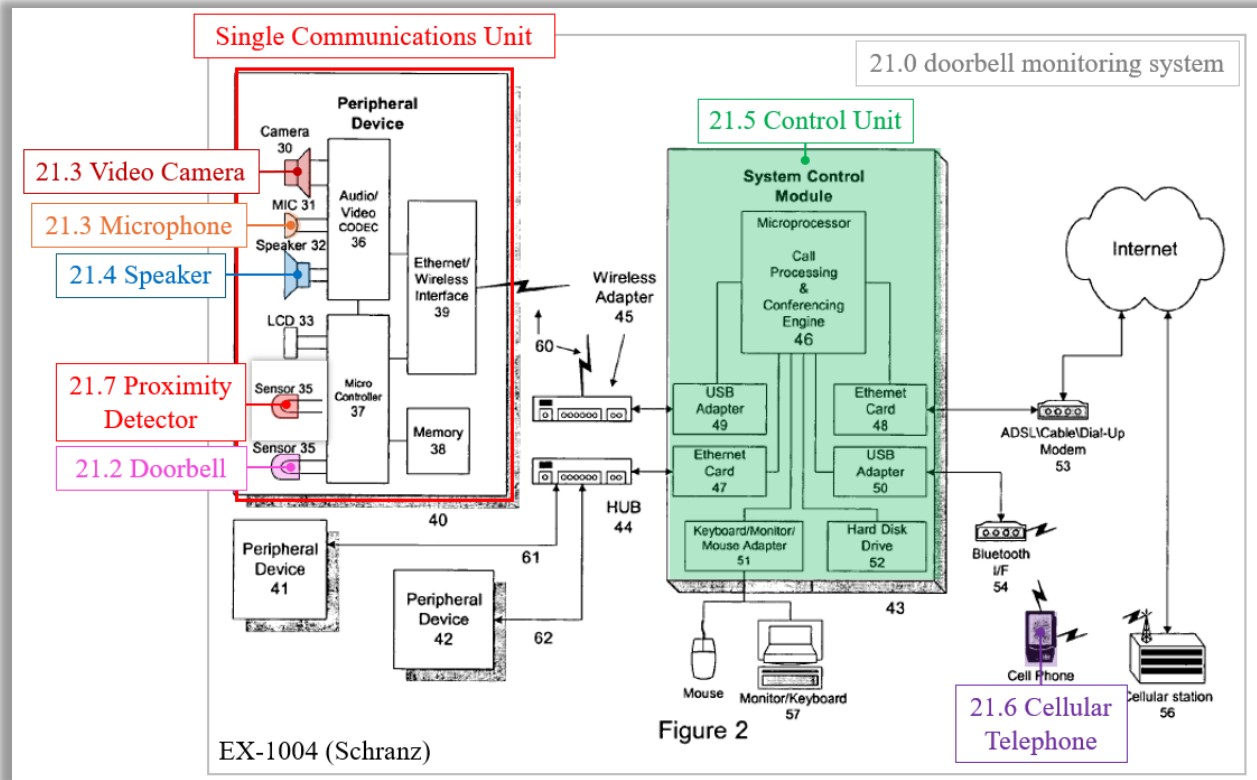 Single Communications Unit
21.0 doorbell monitoring system
Peripheral
Device
Camera
30
21.3 Video Camera
MIC 31
21.3 Microphone
Speaker 32
21.4 Speaker
Audio/
Video
CODEC
36
Ethernet/
Wireless
Interface
39
LCD 33
21.7 Proximity
Detector
Sensor 35
Micro
Controller
37
Memory
38
Sensor 35
21.2 Doorbell
40
Wireless
Adapter
45
60
HUB
44
61
Peripheral
Device
41
Peripheral
Device
42
62
21.5 Control Unit
System Control
Module
Microprocessor
Call
Processing
&
Conferencing
Engine
46
USB
Adapter
49
Ethernet
Card
48
Ethernet
Card
47
USB
Adapter
50
Keyboard/Monitor/
Mouse Adapter
51
Hard Disk
Drive
52
43
Internet
ADSL\Cable\Dial-Up
Modem
53
Bluetooth
I/F
54
Mouse
Monitor/Keyboard
57
Cell Phone
21.6 Cellular
Telephone
Cellular station
56
Figure 2
EX-1004 (Schranz)